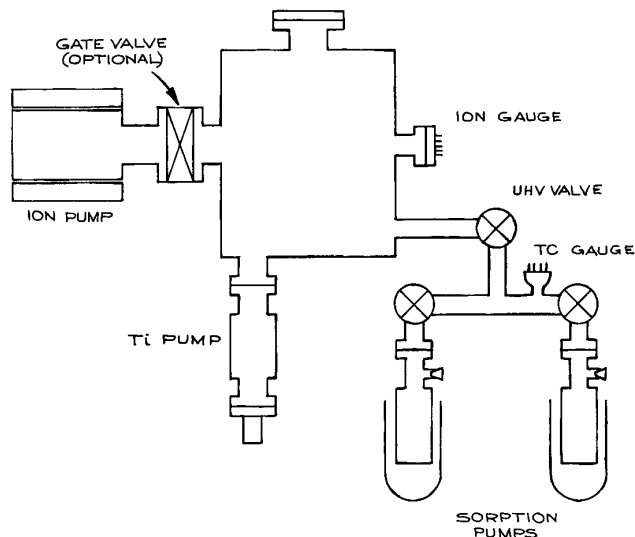 GATE VALVE
(OPTIONAL)
ION GAUGE
UHV VALVE
ION PUMP
TC GAUGE
Ti PUMP
SORPTION
PUMPS